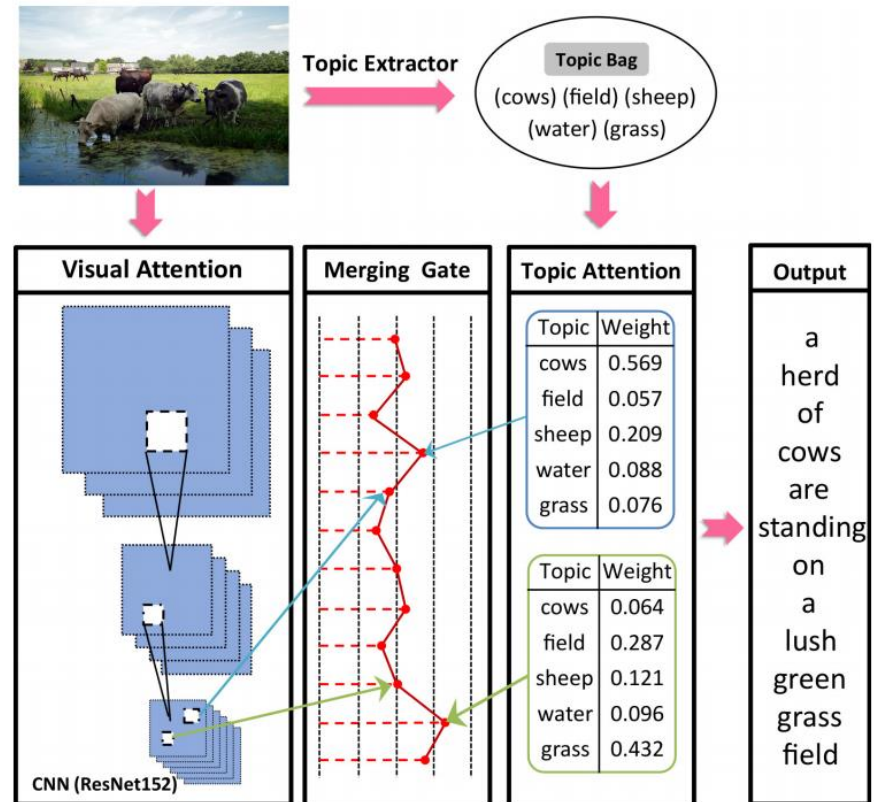 Topic Extractor
Topic Bag
(cows) (field) (sheep)
(water) (grass)
Visual Attention
CNN (ResNet152)
Merging Gate
Topic Attention
Topic Weight
cows 0.569
field 0.057
sheep 0.209
water 0.088
grass 0.076
Topic Weight
cows 0.064
field 0.287
sheep 0.121
water 0.096
grass 0.432
Output
a
herd
of
cows
are
standing
on
a
lush
green
grass
field